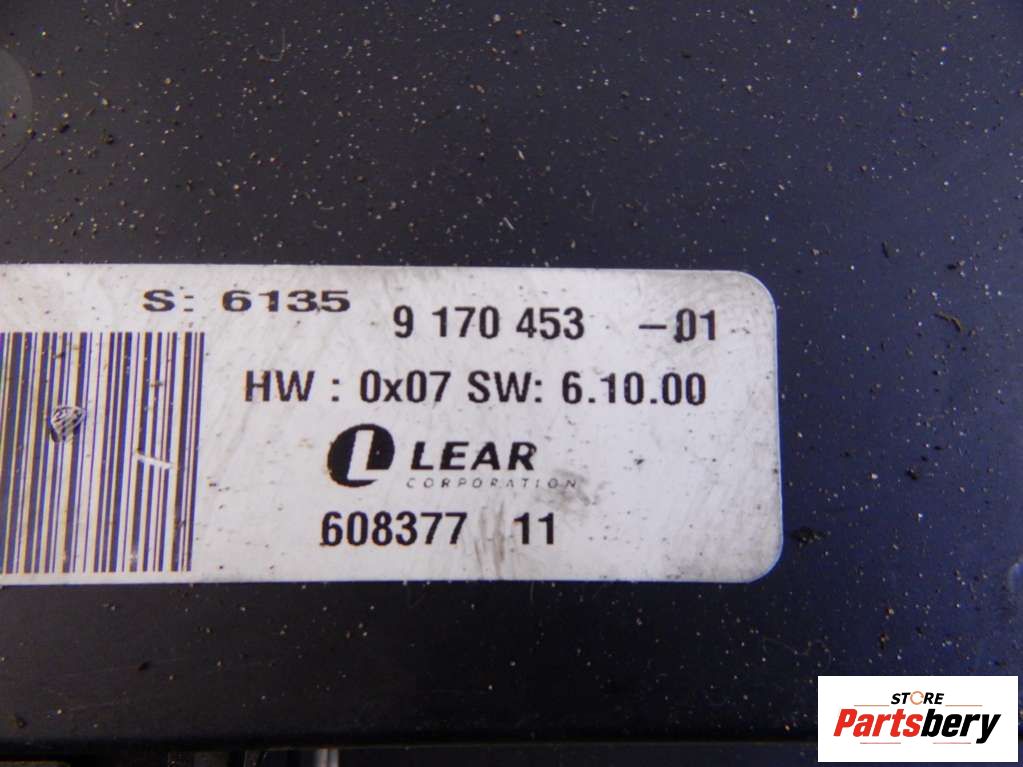 S: 6135
9 170 453 -01
HW : 0x07 SW: 6.10.00
LEAR
CORPORATION
608377 11
STORE
Partsbery